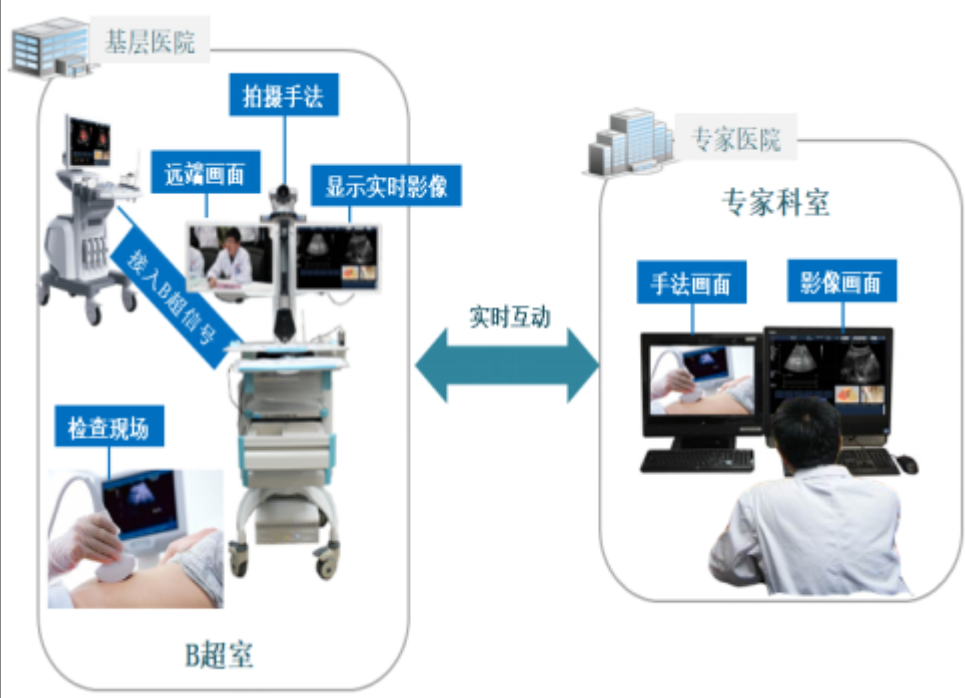 基层医院
拍摄手法
远端画面
显示实时影像
接入B超信号
检查现场
B超室
实时互动
专家医院
专家科室
手法画面
影像画面